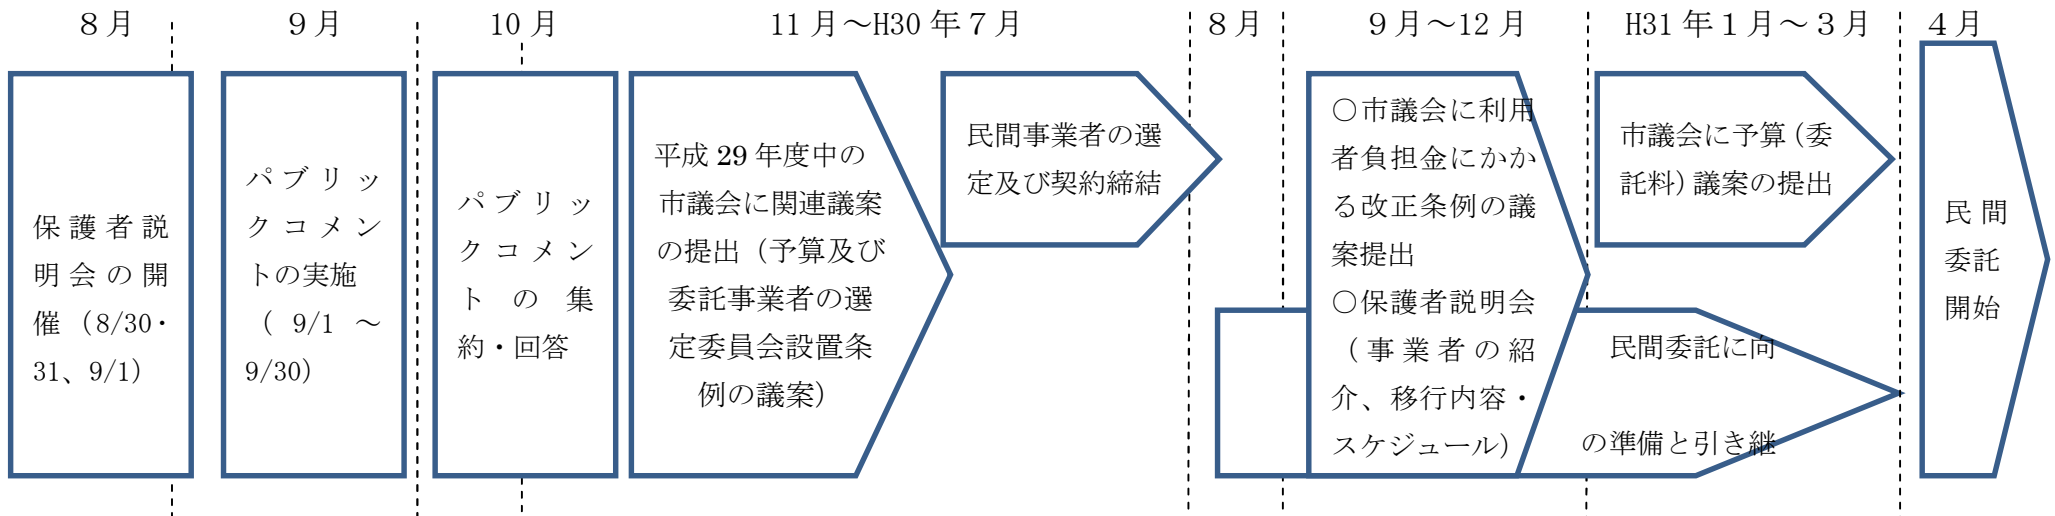 ８月
９月
10 月
11 月～H30 年７月
８月
９月～12 月
H31 年１月～３月
４月
保護者説
明会の開
催（8/30・
31、9/1）
パブリッ
クコメン
トの実施
（ 9/1 ～
9/30）
パブリッ
クコメン
トの集
約・回答
平成 29 年度中の
市議会に関連議案
の提出（予算及び
委託事業者の選
定委員会設置条
例の議案）
民間事業者の選
定及び契約締結
○市議会に利用
者負担金にかか
る改正条例の議
案提出
○保護者説明会
（事業者の紹
介、移行内容・
スケジュール）
市議会に予算（委
託料）議案の提出
民間委託に向
の準備と引き継
民間
委託
開始